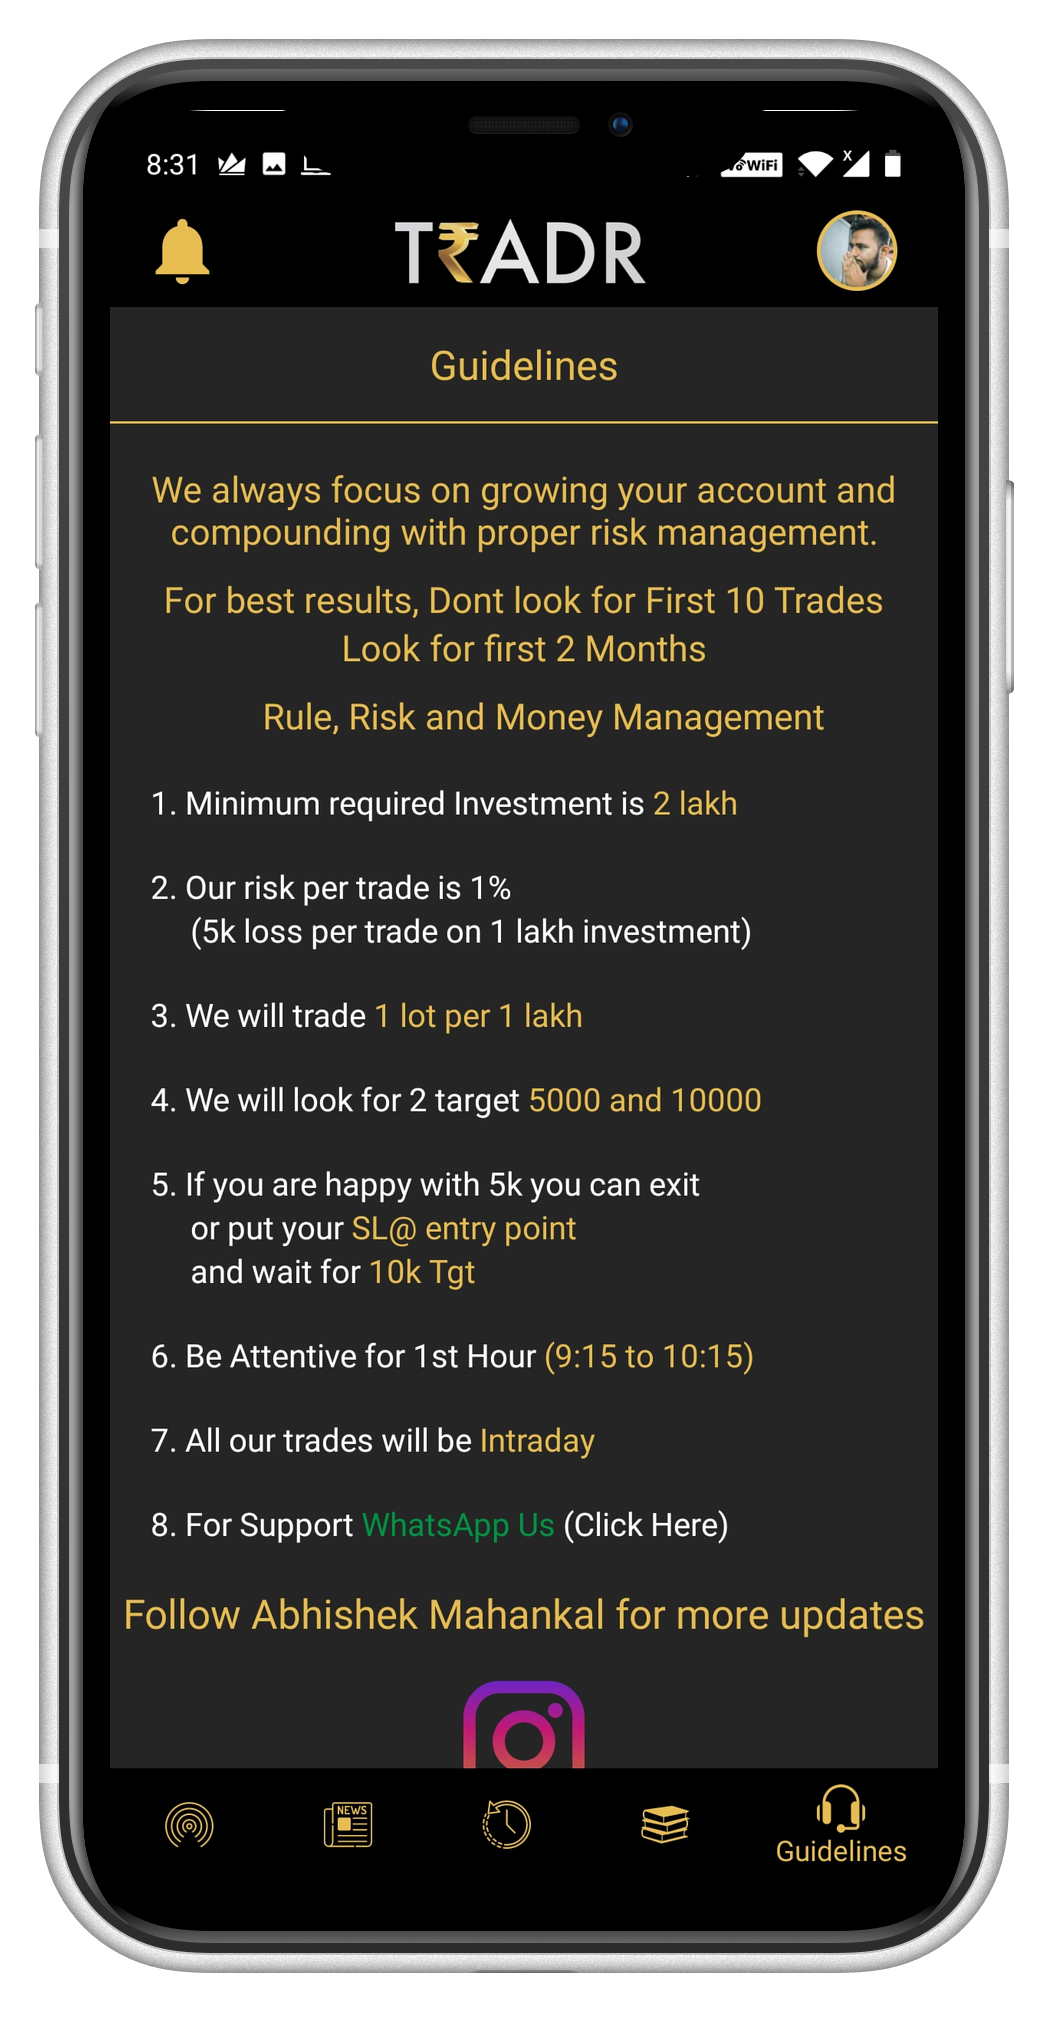 8:31
WiFi
T₹ADR
Guidelines
We always focus on growing your account and
compounding with proper risk management.
For best results, Dont look for First 10 Trades
Look for first 2 Months
Rule, Risk and Money Management
1. Minimum required Investment is 2 lakh
2. Our risk per trade is 1%
(5k loss per trade on 1 lakh investment)
3. We will trade 1 lot per 1 lakh
4. We will look for 2 target 5000 and 10000
5. If you are happy with 5k you can exit
or put your SL@ entry point
and wait for 10k Tgt
6. Be Attentive for 1st Hour (9:15 to 10:15)
7. All our trades will be Intraday
8. For Support WhatsApp Us (Click Here)
Follow Abhishek Mahankal for more updates
NEWS
Guidelines